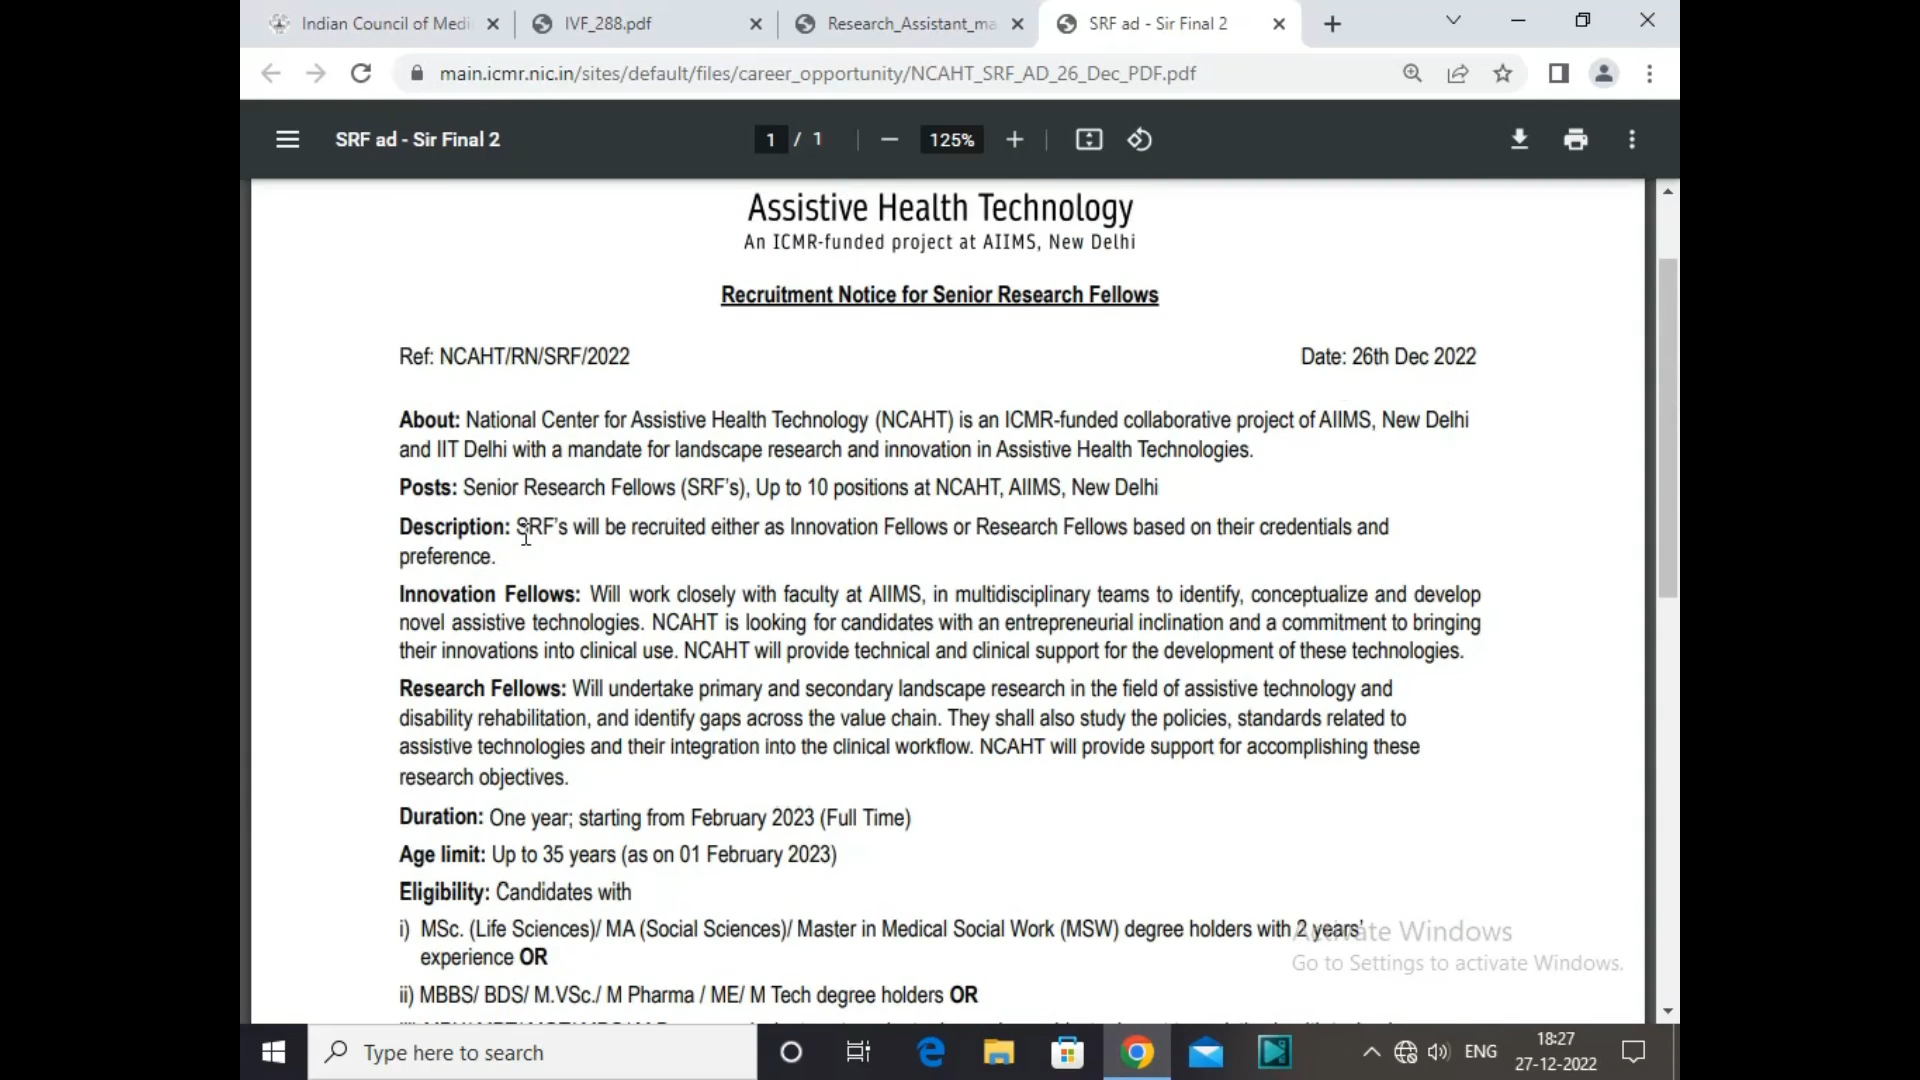 Indian Council of Medi
IVF_288.pdf
Research_Assistant_ma
SRF ad - Sir Final 2
main.icmr.nic.in/sites/default/files/career_opportunity/NCAHT_SRF_AD_26_Dec_PDF.pdf
SRF ad - Sir Final 2
1 / 1
125%
Assistive Health Technology
An ICMR-funded project at AIIMS, New Delhi
Recruitment Notice for Senior Research Fellows
Ref: NCAHT/RN/SRF/2022
Date: 26th Dec 2022
About: National Center for Assistive Health Technology (NCAHT) is an ICMR-funded collaborative project of AIIMS, New Delhi
and IIT Delhi with a mandate for landscape research and innovation in Assistive Health Technologies.
Posts: Senior Research Fellows (SRF's), Up to 10 positions at NCAHT, AIIMS, New Delhi
Description: SRF's will be recruited either as Innovation Fellows or Research Fellows based on their credentials and
preference.
Innovation Fellows: Will work closely with faculty at AIIMS, in multidisciplinary teams to identify, conceptualize and develop
novel assistive technologies. NCAHT is looking for candidates with an entrepreneurial inclination and a commitment to bringing
their innovations into clinical use. NCAHT will provide technical and clinical support for the development of these technologies.
Research Fellows: Will undertake primary and secondary landscape research in the field of assistive technology and
disability rehabilitation, and identify gaps across the value chain. They shall also study the policies, standards related to
assistive technologies and their integration into the clinical workflow. NCAHT will provide support for accomplishing these
research objectives.
Duration: One year; starting from February 2023 (Full Time)
Age limit: Up to 35 years (as on 01 February 2023)
Eligibility: Candidates with
i) MSc. (Life Sciences)/ MA (Social Sciences)/ Master in Medical Social Work (MSW) degree holders with 2 years'
experience OR
Activate Windows
Go to Settings to activate Windows.
ii) MBBS/ BDS/ M.VSc./ M Pharma / ME/ M Tech degree holders OR
Type here to search
ENG
18:27
27-12-2022